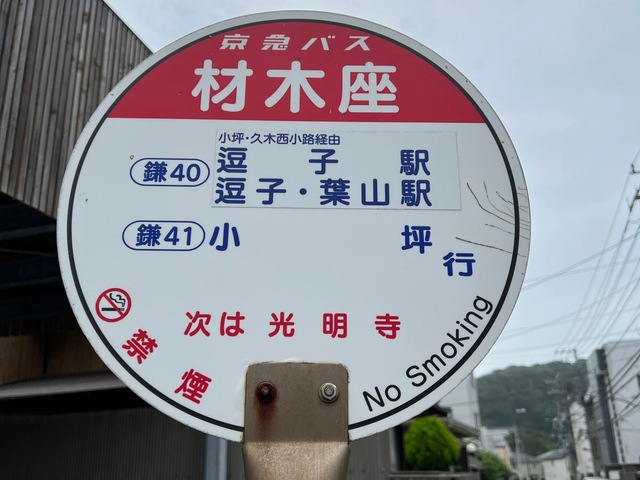 京急バス
材木座
小坪・久木西小路経由
鎌40 逗子駅
逗子・葉山駅
鎌41 小坪行
次は 光明寺
禁煙
No Smoking